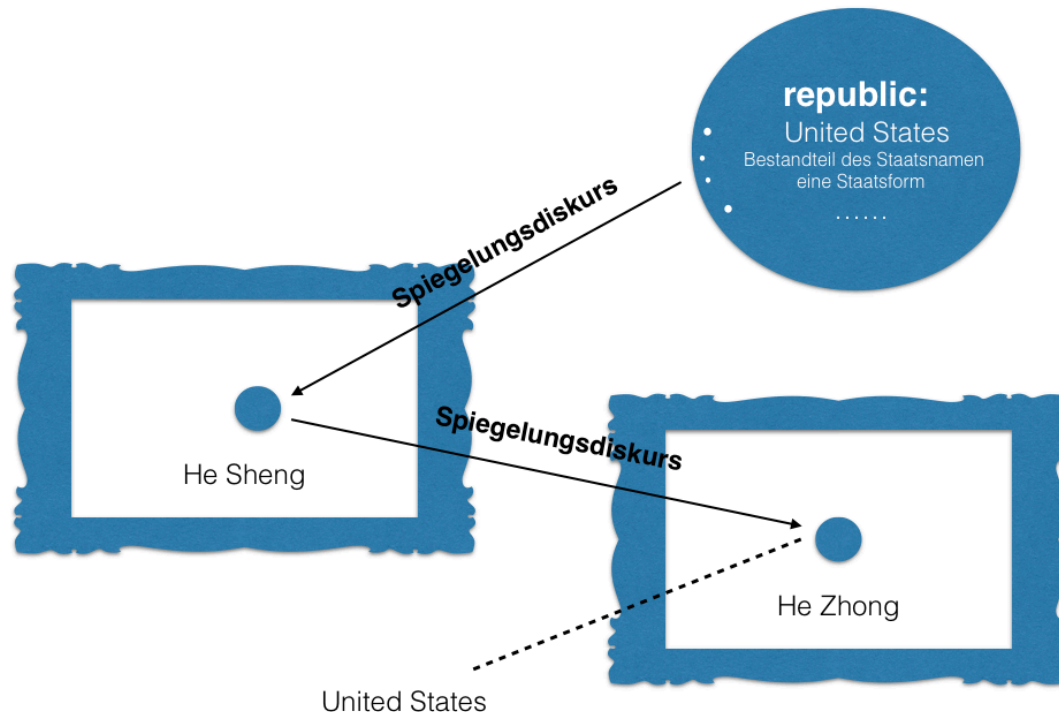 republic:
United States
Bestandteil des Staatsnamen
eine Staatsform
......
Spiegelungsdiskurs
He Sheng
Spiegelungsdiskurs
He Zhong
United States